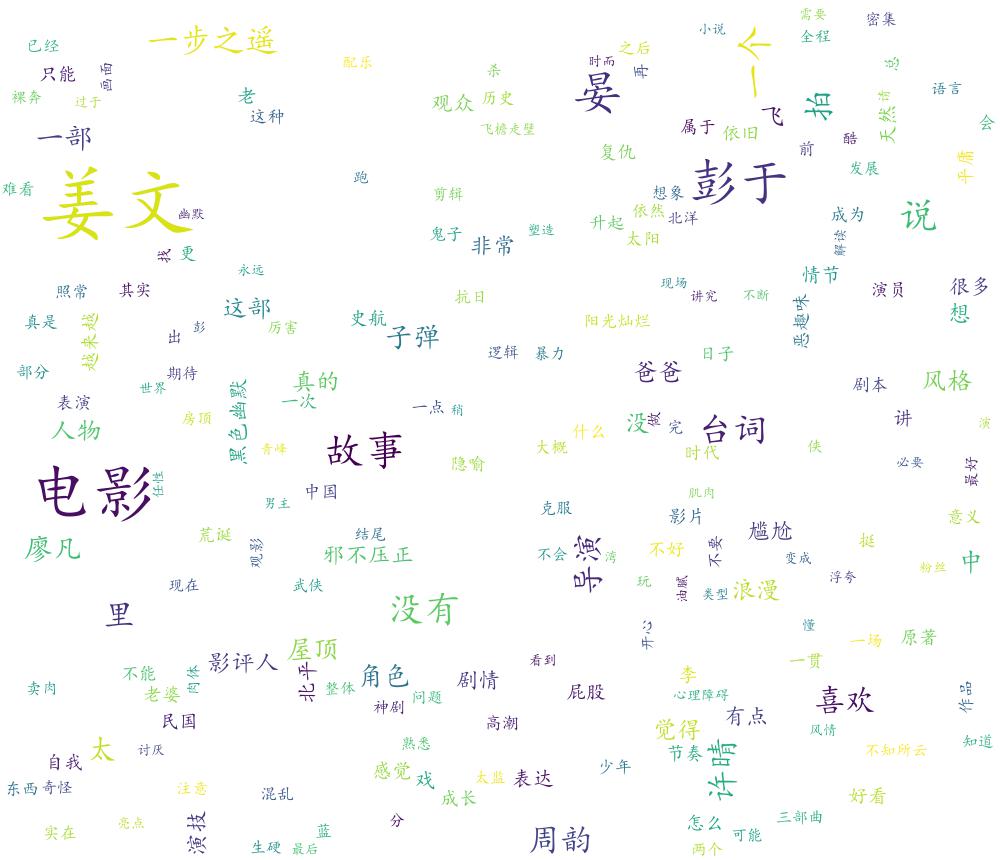 小说
需要
密集
已经
一步之遥
之后
一个
全程
只能
画面
配乐
时而
再
总
杀
语言
裸奔
过于
老
观众
历史
晏
拍
天然
这种
飞
会
一部
飞檐走壁
属于
依旧
酷
前
复仇
平庸
发展
难看
姜文
跑
剪辑
想象
彭于
幽默
依然
北洋
成为
说
鬼子
塑造
升起
太阳
解读
非常
找
更
永远
情节
现场
照常
其实
抗日
讲究
不断
演员
很多
这部
恶趣味
想
真是
越来越
彭
厉害
史航
子弹
阳光灿烂
出
逻辑
暴力
日子
部分
期待
爸爸
世界
真的
剧本
风格
表演
黑色幽默
一次
一点
稍
人物
房顶
没
故
完
台词
讲
演
什么
故事
青峰
大概
时代
侠
隐喻
必要
最好
电影
任性
中国
肌肉
男主
克服
影片
意义
荒诞
结尾
尴尬
廖凡
观影
邪不压正
导演
不会
湾
不好
不要
挺
变成
中
粉丝
现在
武侠
玩
油腻
类型
浪漫
浮夸
里
没有
开心
懂
一场
原著
影评人
屋顶
看到
一贯
不能
肉体
北平
角色
剧情
李
卖肉
老婆
整体
问题
屁股
心理障碍
喜欢
作品
神剧
民国
高潮
有点
觉得
风情
太
讨厌
熟悉
节奏
许晴
不知所云
知道
自我
感觉
戏
太监
表达
少年
东西
奇怪
注意
混乱
成长
好看
实在
亮点
演技
蓝
分
周韵
怎么
可能
三部曲
生硬
最后
两个